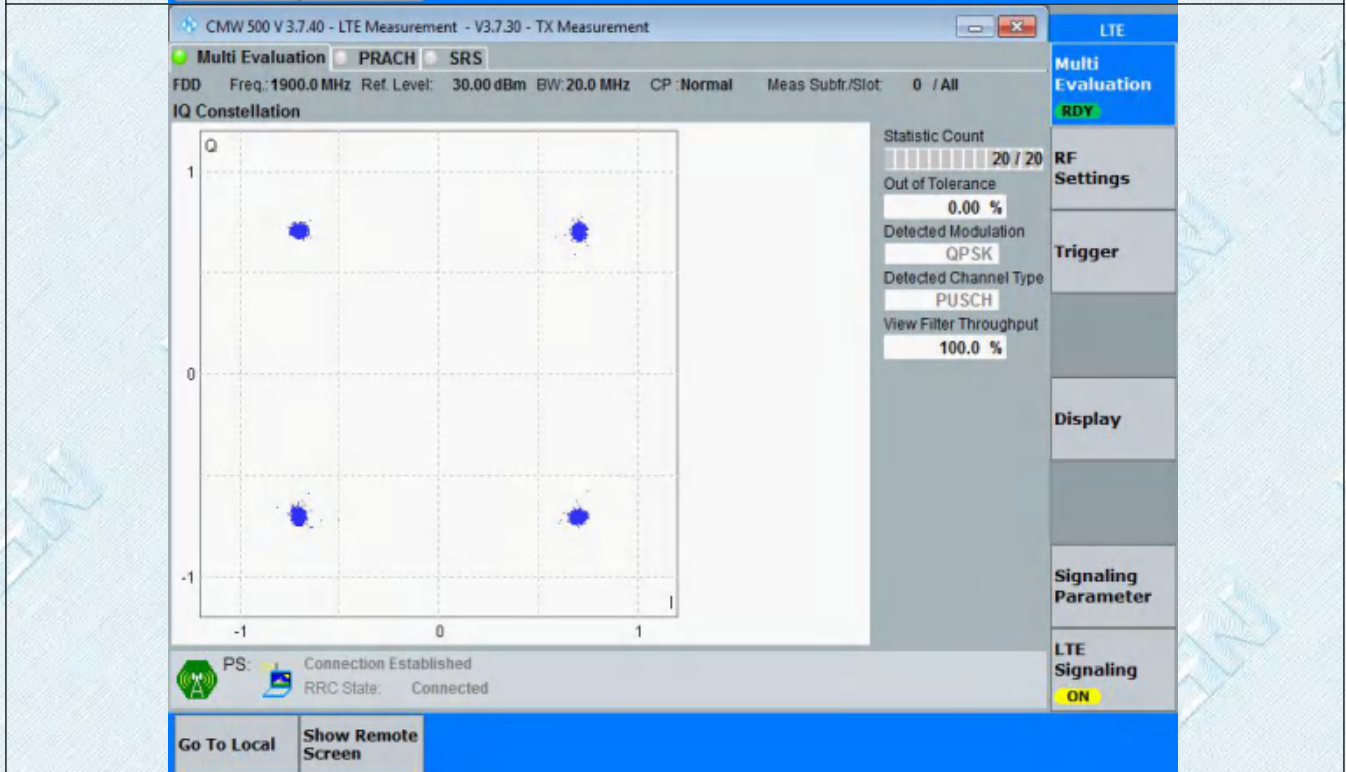 CMW 500 V 3.7.40 - LTE Measurement - V3.7.30 - TX Measurement
LTE
Multi Evaluation PRACH SRS
FDD Freq.:1900.0 MHz Ref. Level: 30.00 dBm BW:20.0 MHz CP :Normal Meas Subfr./Slot: 0 / All
IQ Constellation
Q
1
0
-1
-1 0 1
I
Statistic Count
20 / 20
Out of Tolerance
0.00 %
Detected Modulation
QPSK
Detected Channel Type
PUSCH
View Filter Throughput
100.0 %
Multi
Evaluation
RDY
RF
Settings
Trigger
Display
Signaling
Parameter
LTE
Signaling
ON
PS: Connection Established
RRC State: Connected
Go To Local
Show Remote
Screen